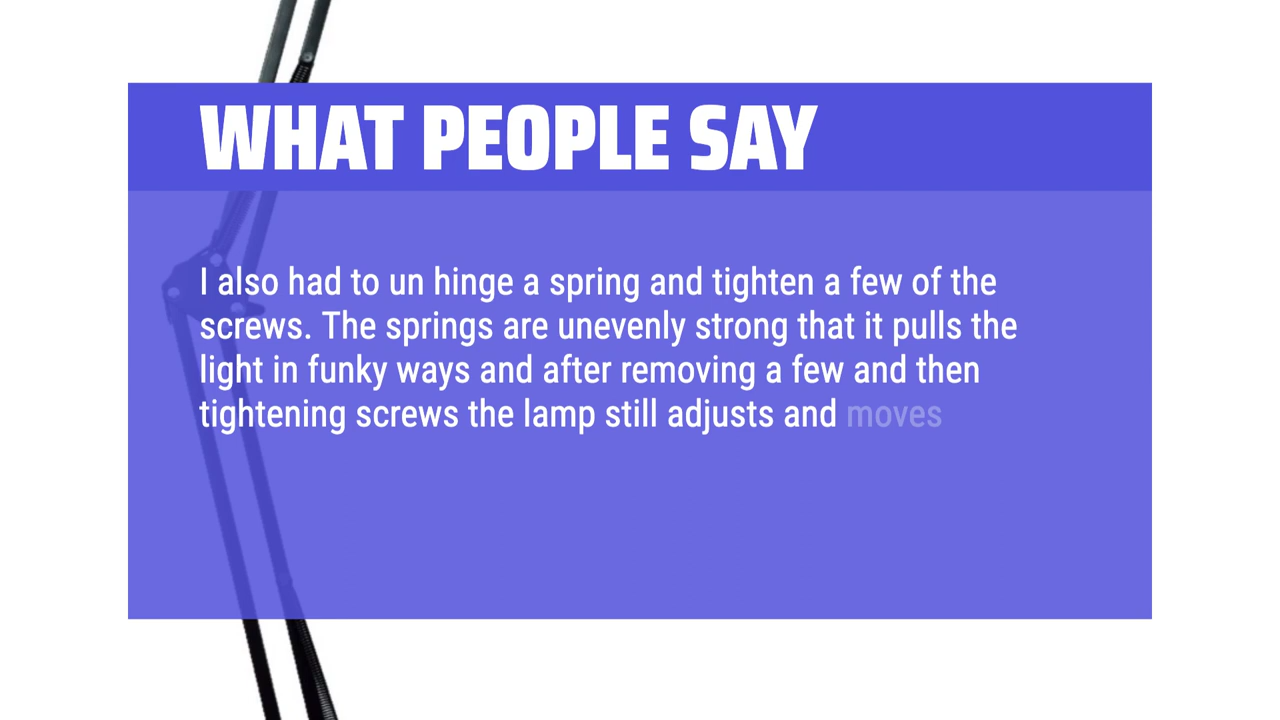 WHAT PEOPLE SAY
I also had to un hinge a spring and tighten a few of the
screws. The springs are unevenly strong that it pulls the
light in funky ways and after removing a few and then
tightening screws the lamp still adjusts and moves